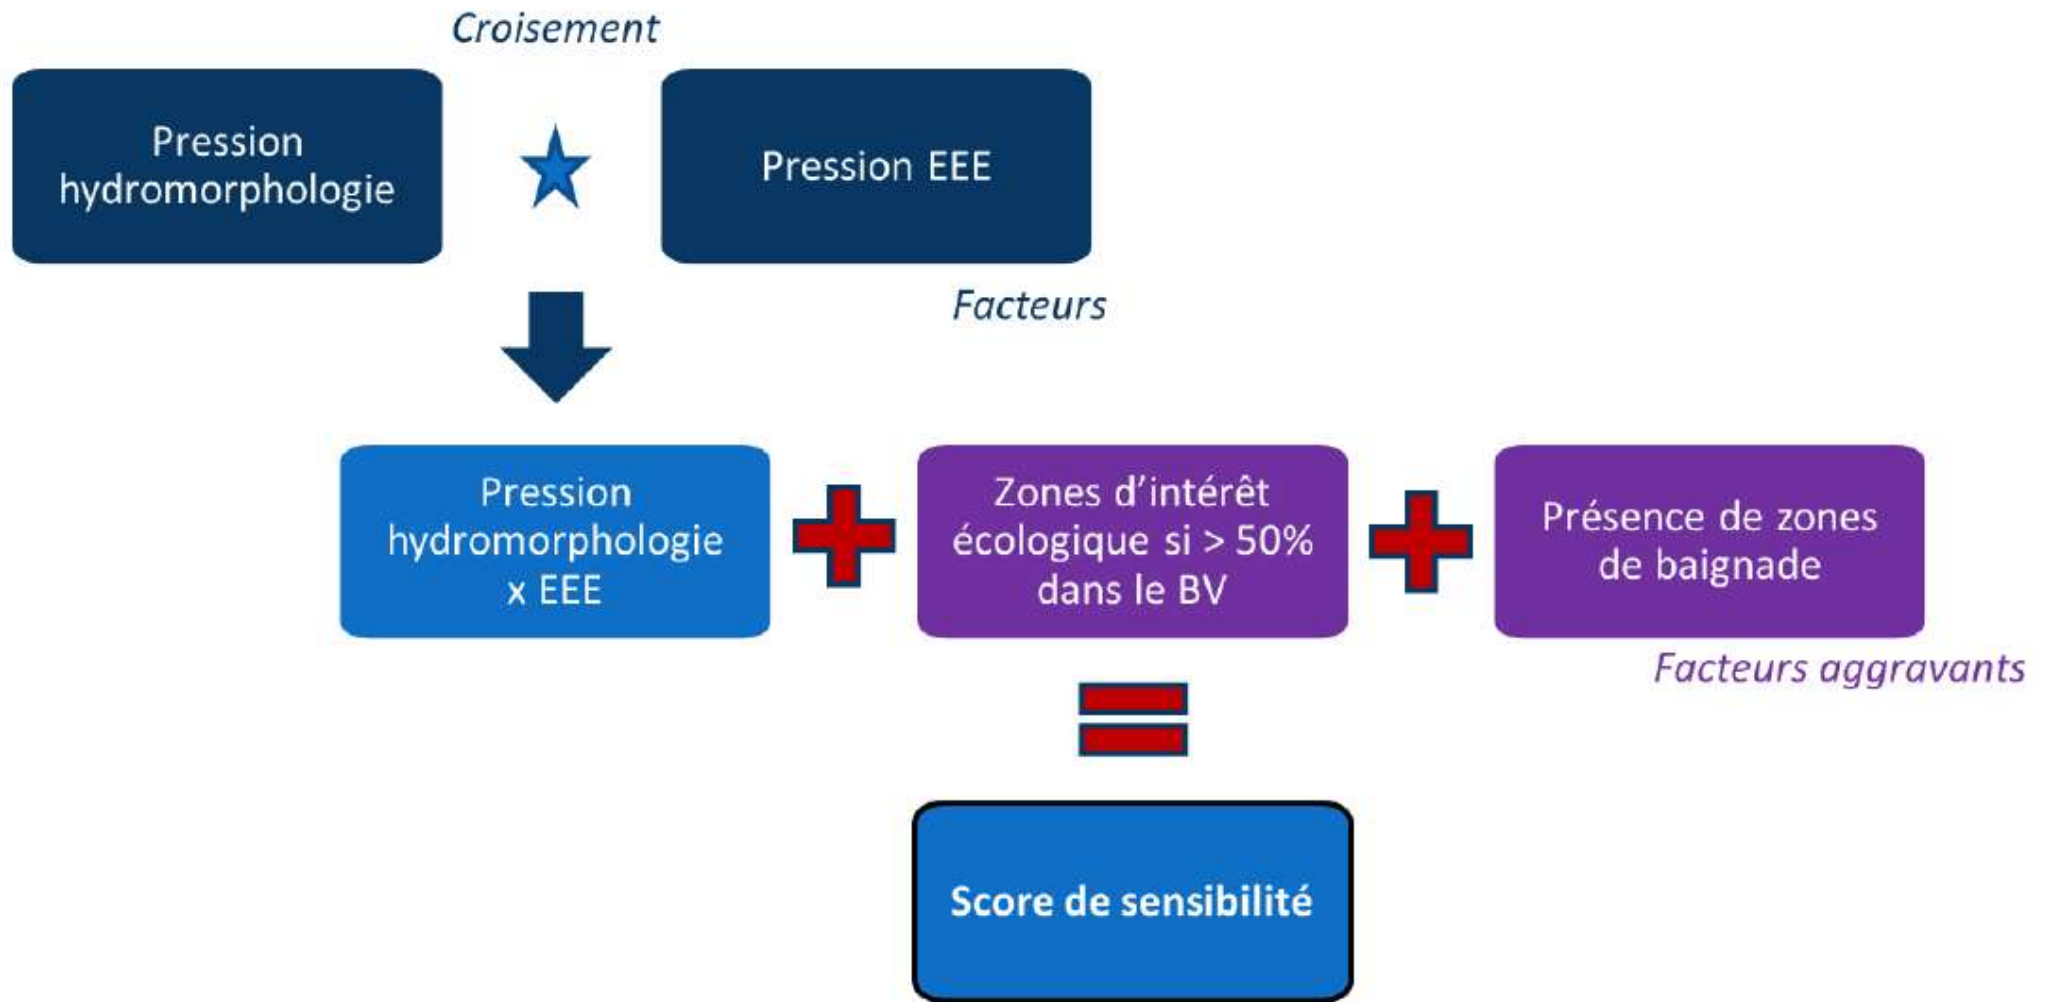 Croisement
Pression
hydromorphologie
Pression EEE
Facteurs
Pression
hydromorphologie
x EEE
Zones d'intérêt
écologique si > 50%
dans le BV
Présence de zones
de baignade
Facteurs aggravants
Score de sensibilité